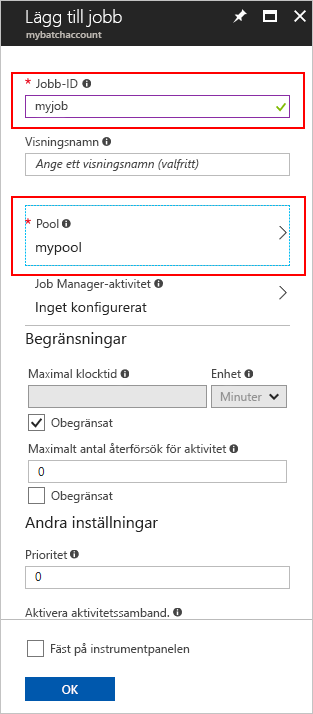 Lägg till jobb
mybatchaccount
* Jobb-ID
myjob
Visningsnamn
Ange ett visningsnamn (valfritt)
* Pool
mypool
Job Manager-aktivitet
Inget konfigurerat
Begränsningar
Maximal klocktid Enhet
Minuter
Obegränsat
Maximalt antal återförsök för aktivitet
0
Obegränsat
Andra inställningar
Prioritet
0
Aktivera aktivitetssamband.
Fäst på instrumentpanelen
OK